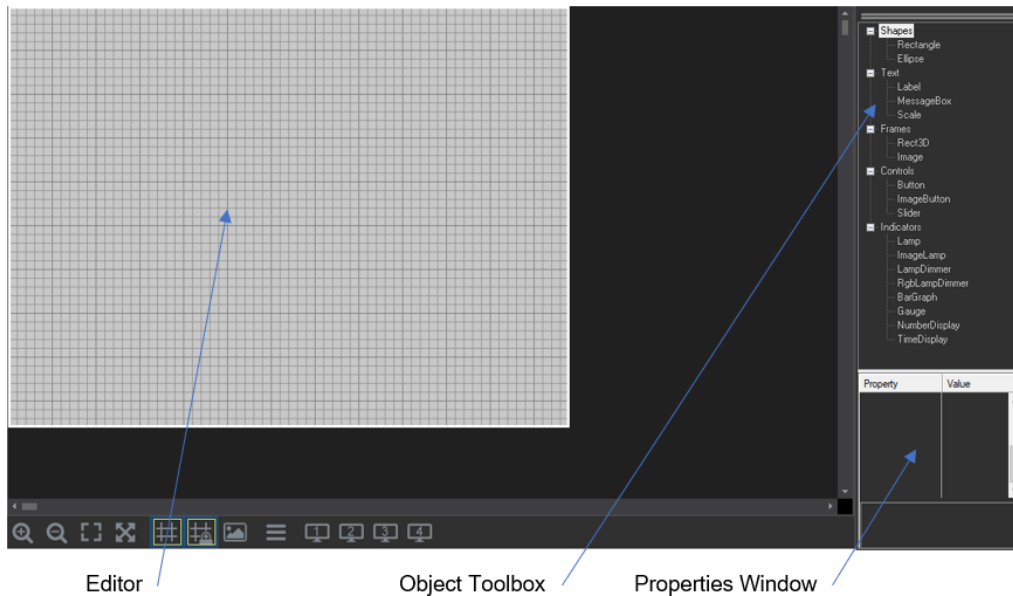 Shapes
Rectangle
Ellipse
Text
Label
MessageBox
Scale
Frames
Rect3D
Image
Controls
Button
ImageButton
Slider
Indicators
Lamp
ImageLamp
LampDimmer
RgbLampDimmer
BarGraph
Gauge
NumberDisplay
TimeDisplay
Property Value
1 2 3 4
Editor Object Toolbox Properties Window